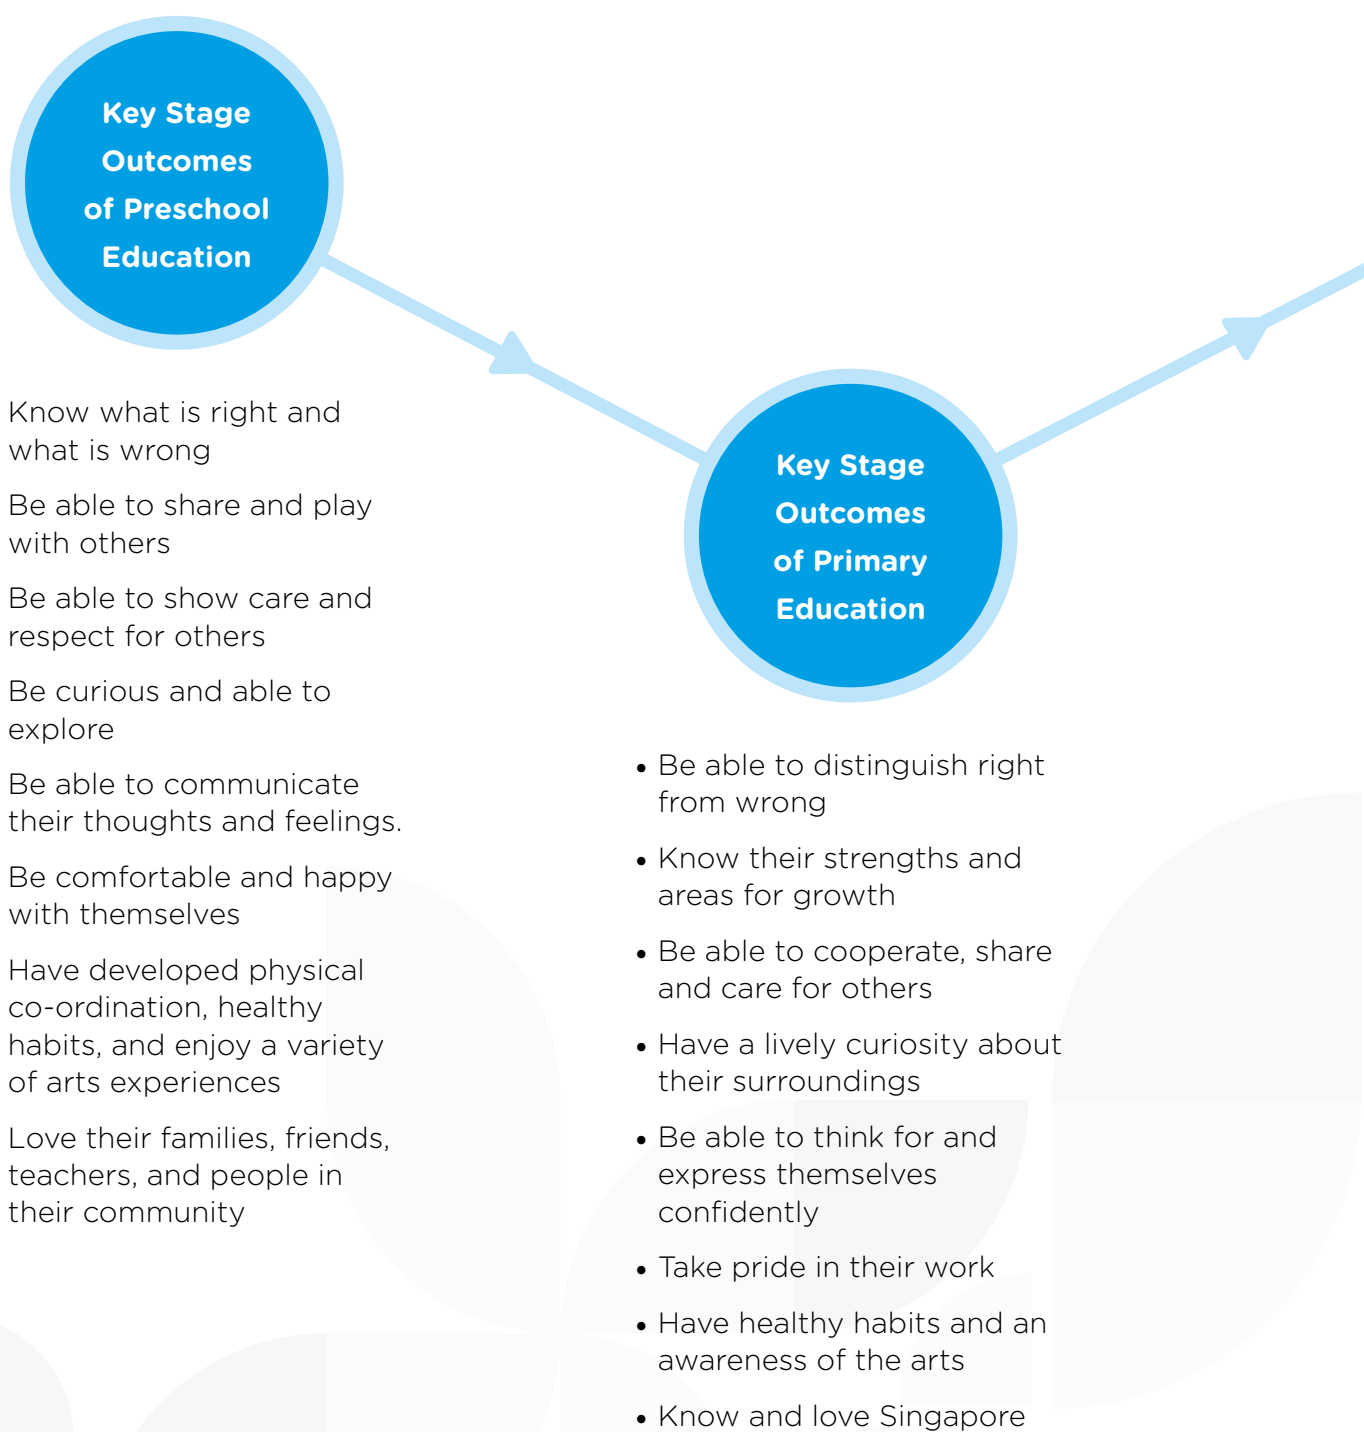 Key Stage
Outcomes
of Preschool
Education
Know what is right and
what is wrong
Be able to share and play
with others
Be able to show care and
respect for others
Be curious and able to
explore
Be able to communicate
their thoughts and feelings.
Be comfortable and happy
with themselves
Have developed physical
co-ordination, healthy
habits, and enjoy a variety
of arts experiences
Love their families, friends,
teachers, and people in
their community
Key Stage
Outcomes
of Primary
Education
• Be able to distinguish right
from wrong
• Know their strengths and
areas for growth
• Be able to cooperate, share
and care for others
• Have a lively curiosity about
their surroundings
• Be able to think for and
express themselves
confidently
• Take pride in their work
• Have healthy habits and an
awareness of the arts
• Know and love Singapore